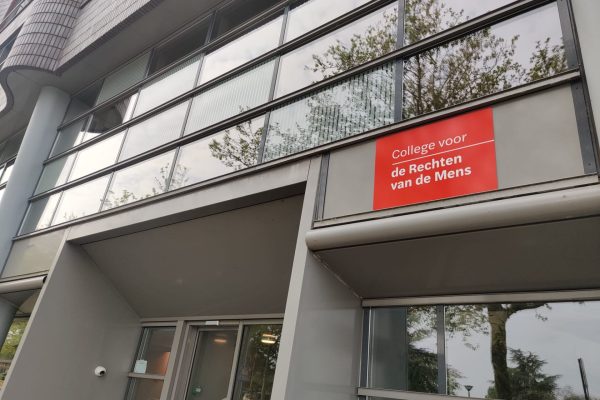 College voor
de Rechten
van de Mens